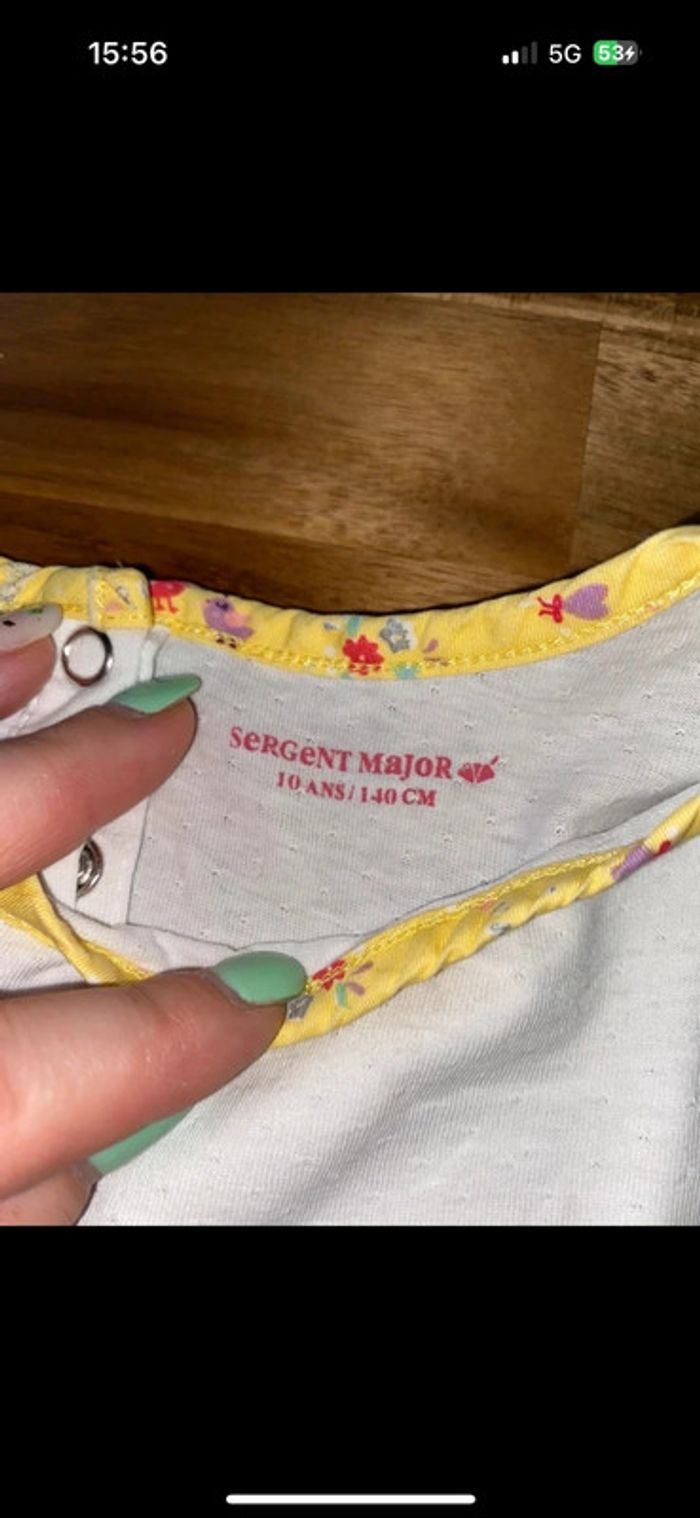 15:56 5G 53
SeRGeNT MaJoR
10 ANS / 140 CM